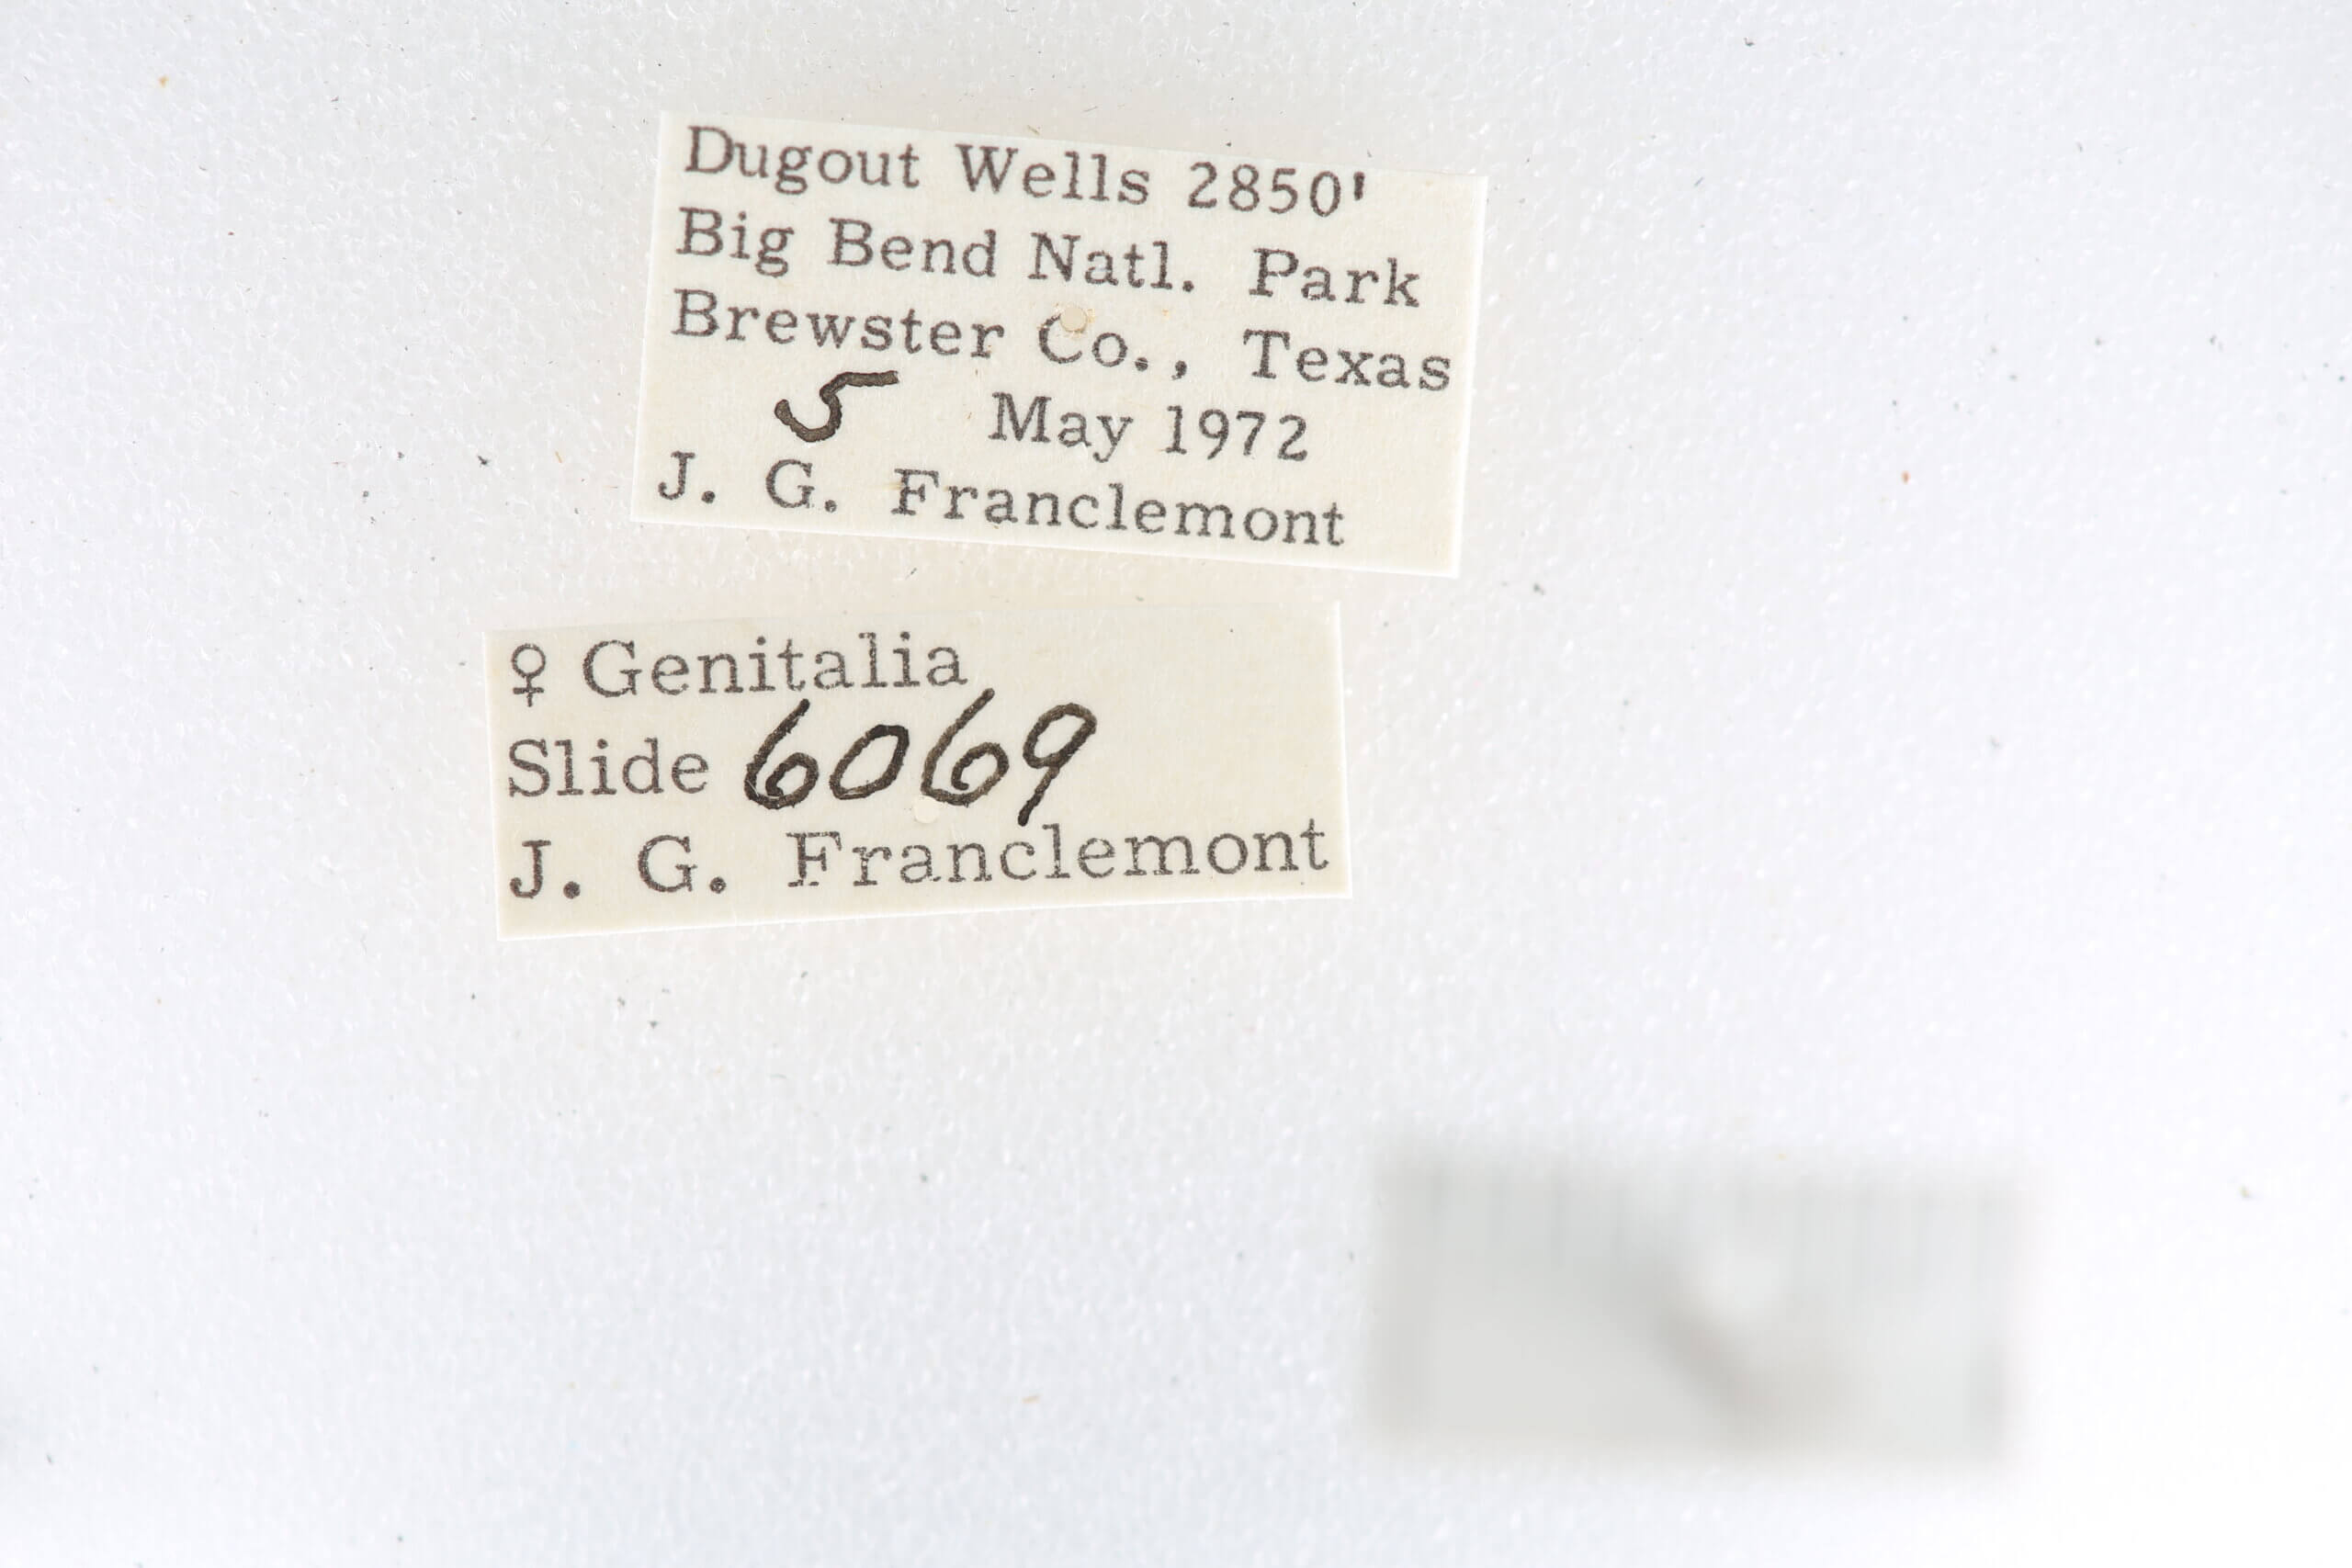 Dugout Wells 2850'
Big Bend Natl. Park
Brewster Co., Texas
5 May 1972
J. G. Franclemont
♀ Genitalia
Slide 6069
J. G. Franclemont